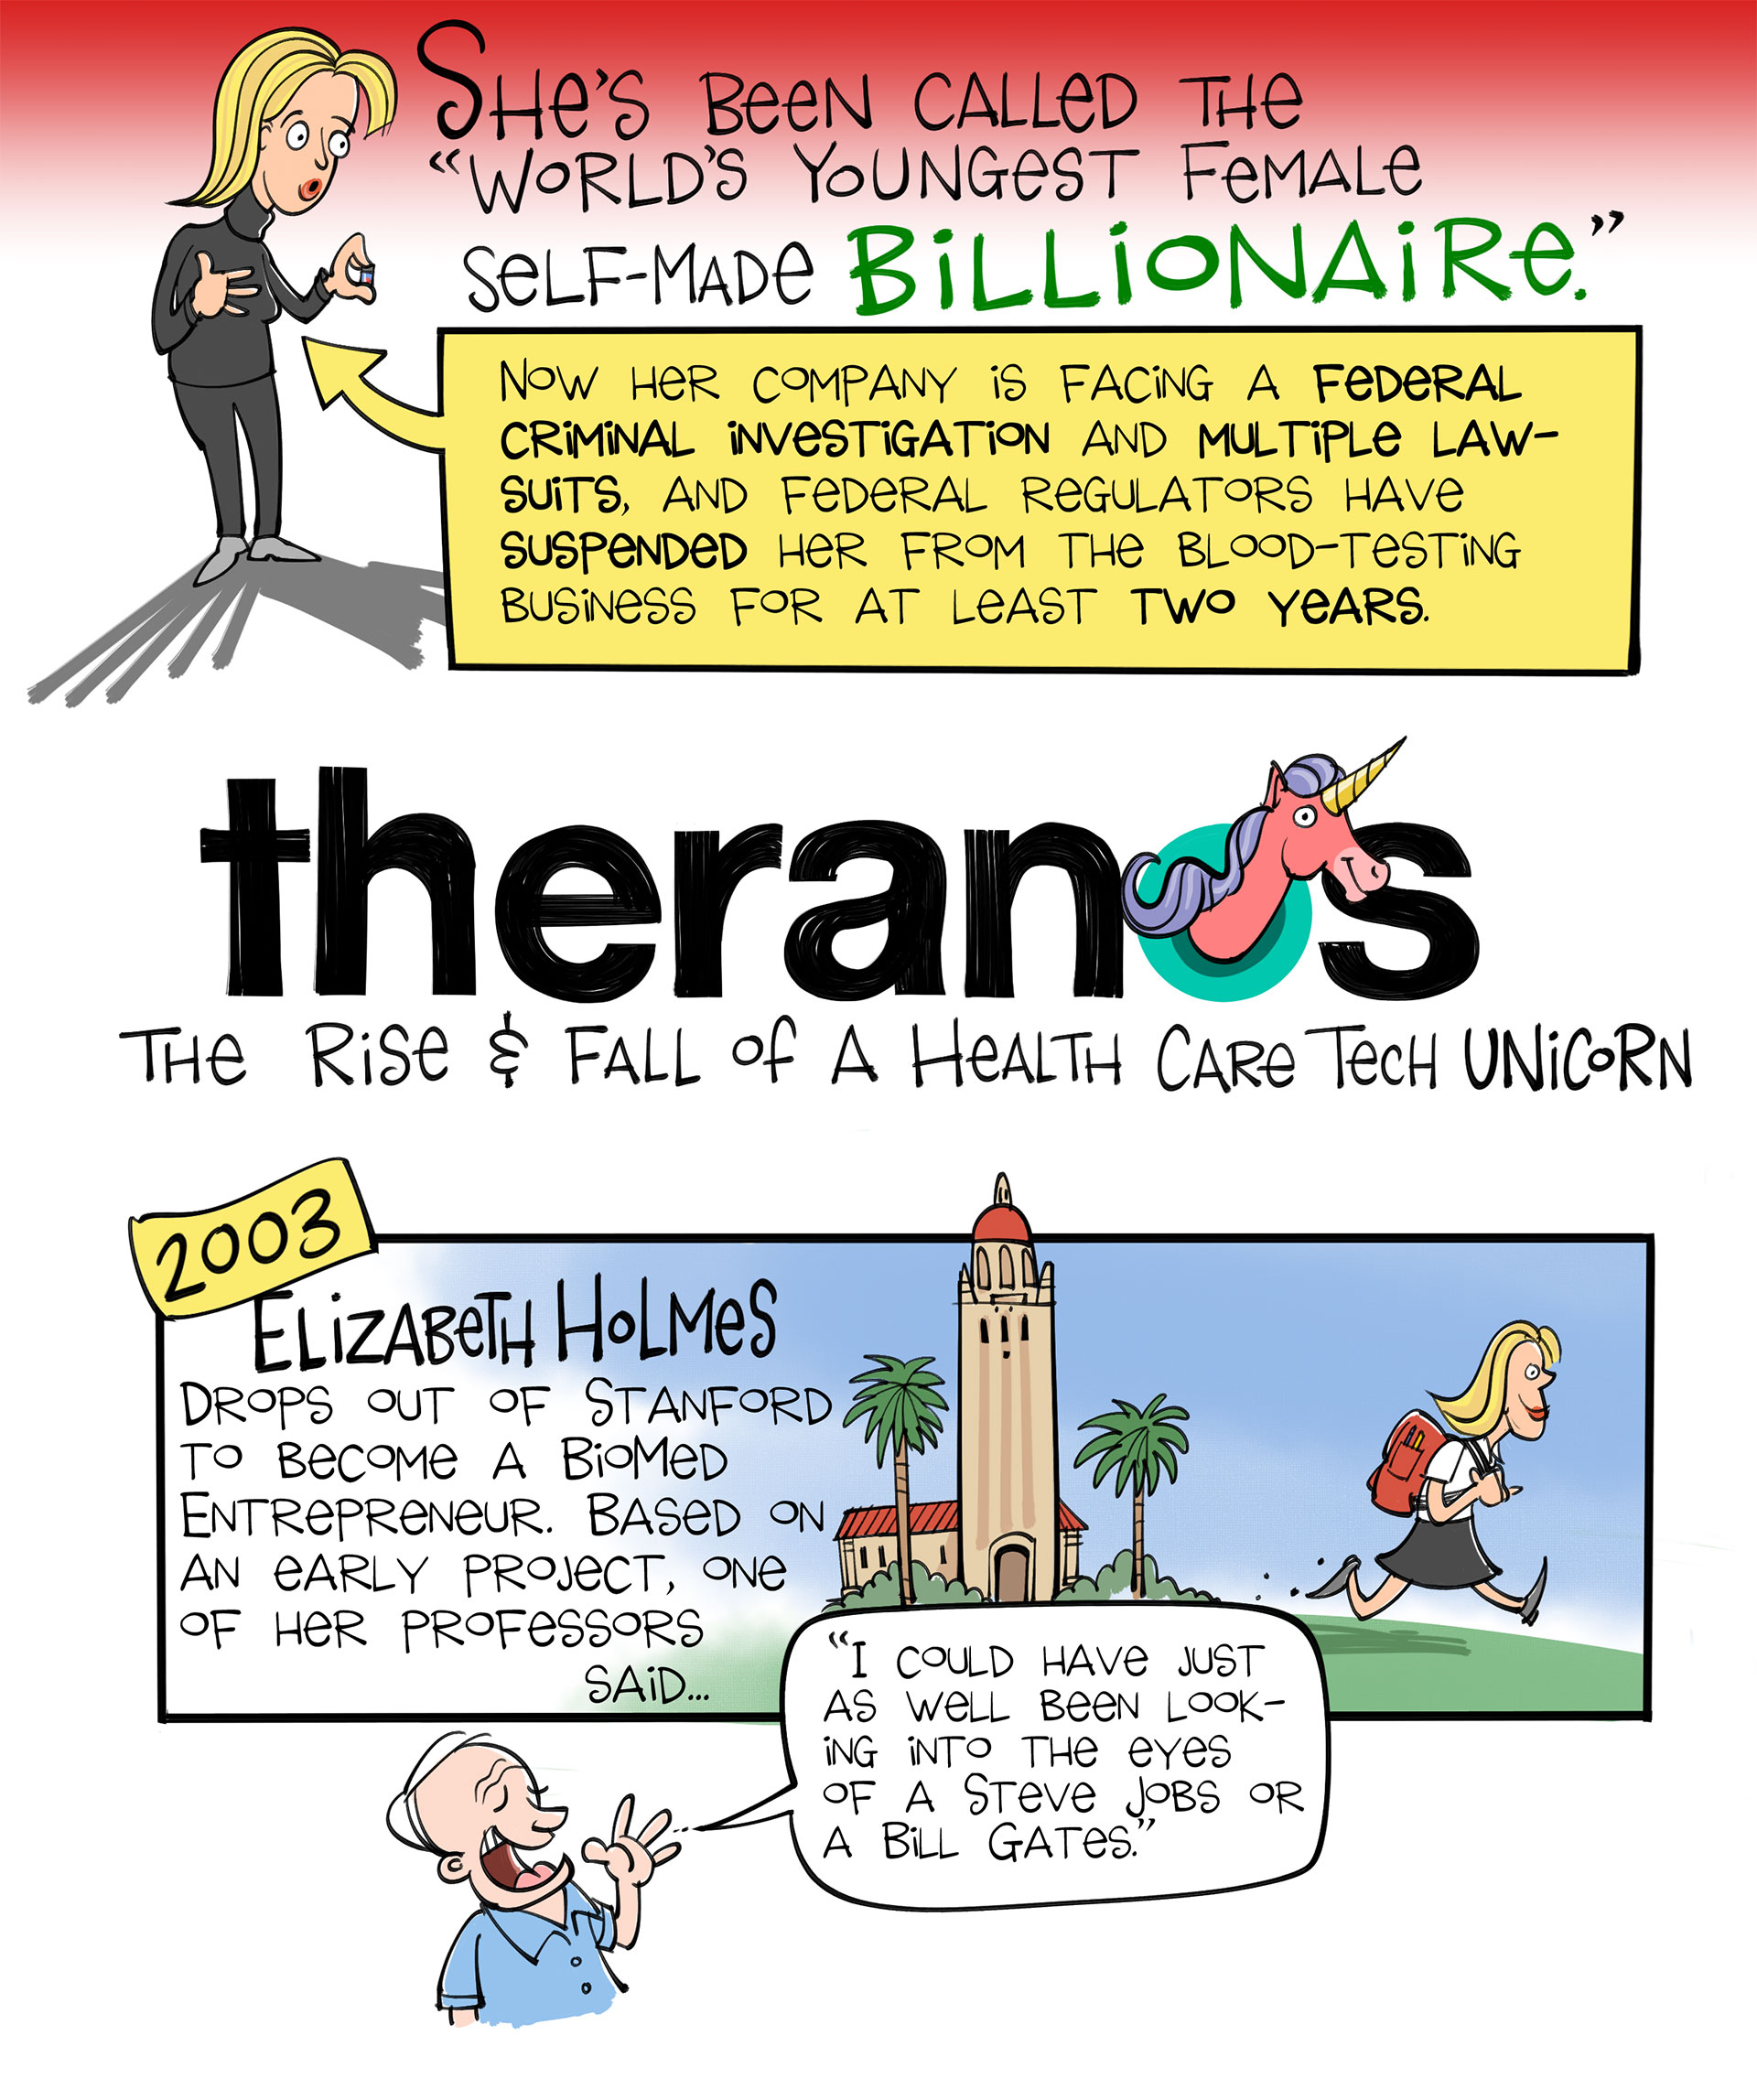 She's been called the
“World's Youngest Female
Self-Made Billionaire.”
Now her company is facing a federal
criminal investigation and multiple law-
suits, and federal regulators have
suspended her from the blood-testing
business for at least two years.
theranos
The Rise & Fall of a Health Care Tech Unicorn
2003
Elizabeth Holmes
Drops out of Stanford
to become a BioMed
Entrepreneur. Based on
an early project, one
of her professors
said...
“I could have just
as well been look-
ing into the eyes
of a Steve Jobs or
a Bill Gates.”